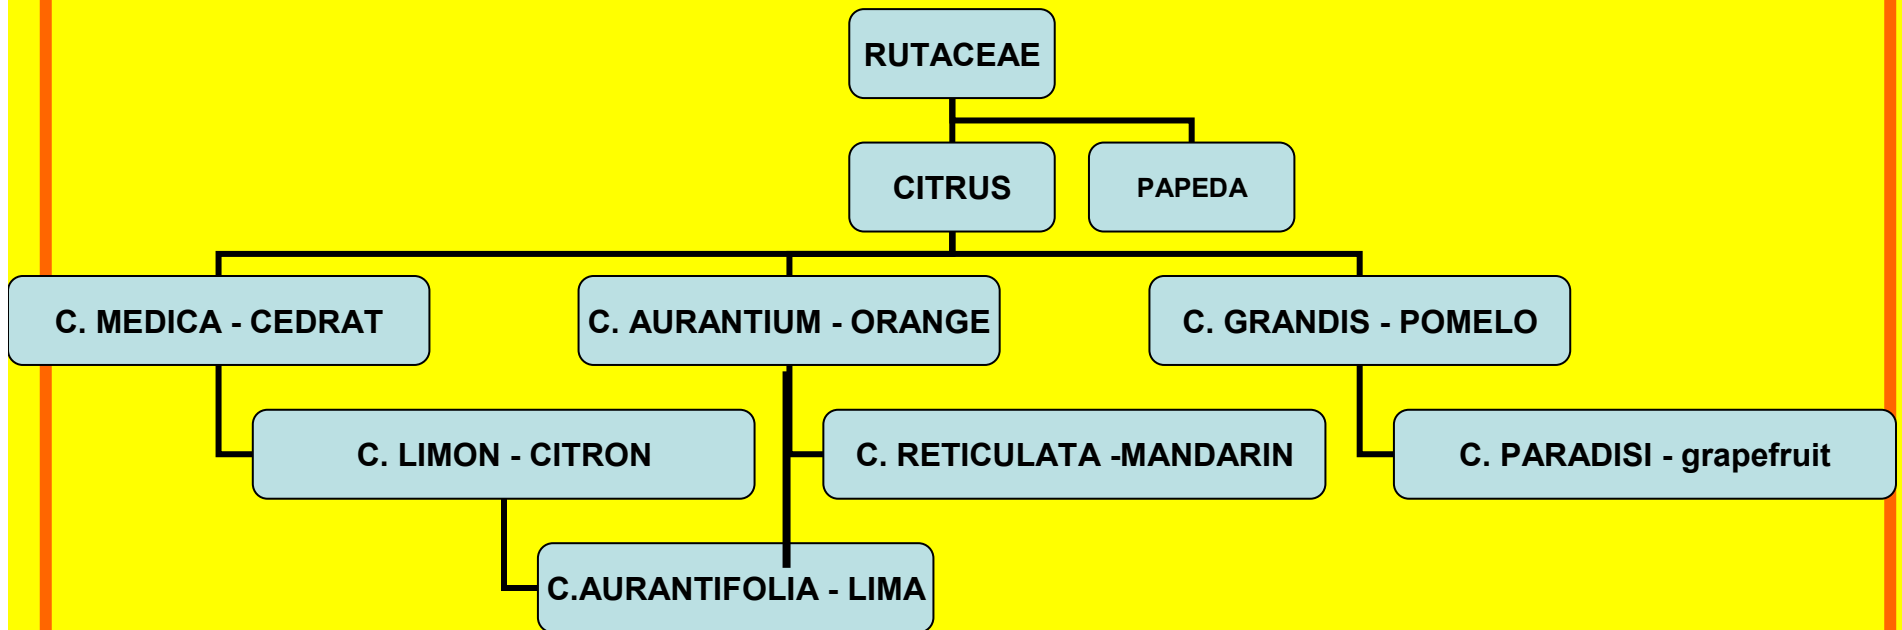 RUTACEAE
CITRUS
PAPEDA
C. MEDICA - CEDRAT
C. AURANTIUM - ORANGE
C. GRANDIS - POMELO
C. LIMON - CITRON
C. RETICULATA -MANDARIN
C. PARADISI - grapefruit
C.AURANTIFOLIA - LIMA